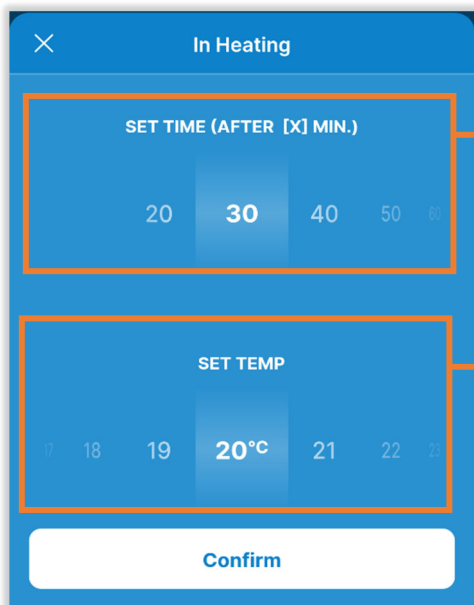 In Heating
SET TIME (AFTER [X] MIN.)
20 30 40 50 60
SET TEMP
17 18 19 20°C 21 22 23
Confirm